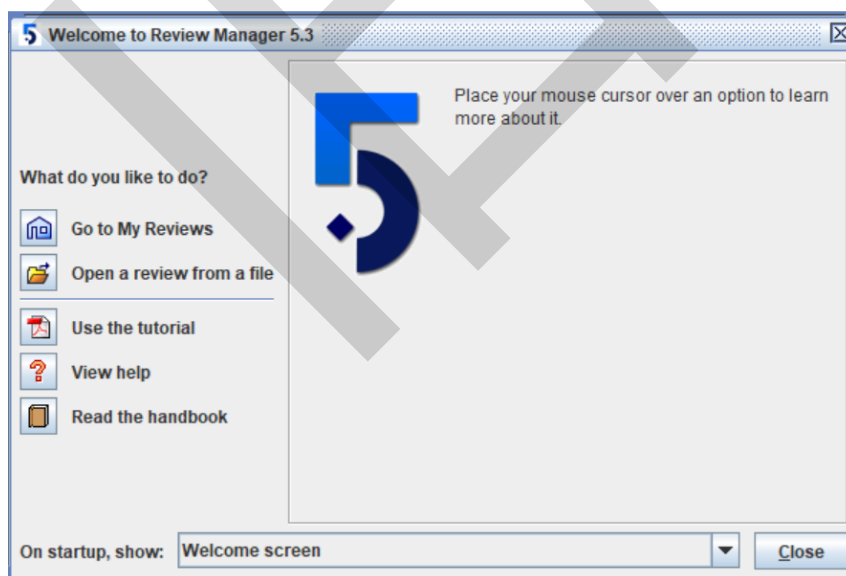 5 Welcome to Review Manager 5.3
Place your mouse cursor over an option to learn
more about it.
What do you like to do?
Go to My Reviews
Open a review from a file
Use the tutorial
View help
Read the handbook
On startup, show: Welcome screen Close